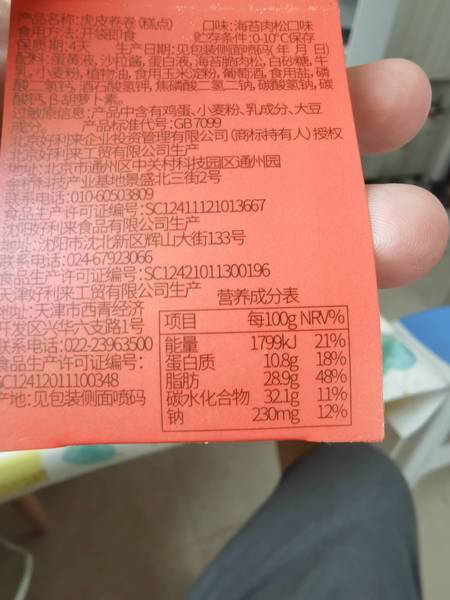 产品名称:虎皮卷卷(糕点) 口味:海苔肉松口味
食用方法:开袋即食 贮存条件:0-10℃保存
保质期:4天 生产日期:见包装侧面喷码(年 月 日)
配料:蛋黄液,沙拉酱,蛋白液,海苔脆肉松,白砂糖,牛
乳,小麦粉,植物油,食用玉米淀粉,葡萄酒,食用盐,磷
酸二氢钙,酒石酸氢钾,焦磷酸二氢二钠,碳酸氢钠,碳
酸钙,β-胡萝卜素。
过敏原信息:产品中含有鸡蛋、小麦粉、乳成分、大豆
成分。 产品标准代号:GB 7099
北京好利来企业投资管理有限公司(商标持有人)授权
北京好利来工贸有限公司生产
地址:北京市通州区中关村科技园区通州园
金桥科技产业基地景盛北三街2号
联系电话:010-60503809
食品生产许可证编号:SC12411121013667
沈阳好利来食品有限公司生产
地址:沈阳市沈北新区辉山大街133号
联系电话:024-67923066
食品生产许可证编号:SC12421011300196
天津好利来工贸有限公司生产
地址:天津市西青经济
开发区兴华六支路1号
联系电话:022-23963500
食品生产许可证编号:
SC12412011100348
产地:见包装侧面喷码
营养成分表
项目 每100g NRV%
能量 1799kJ 21%
蛋白质 10.8g 18%
脂肪 28.9g 48%
碳水化合物 32.1g 11%
钠 230mg 12%